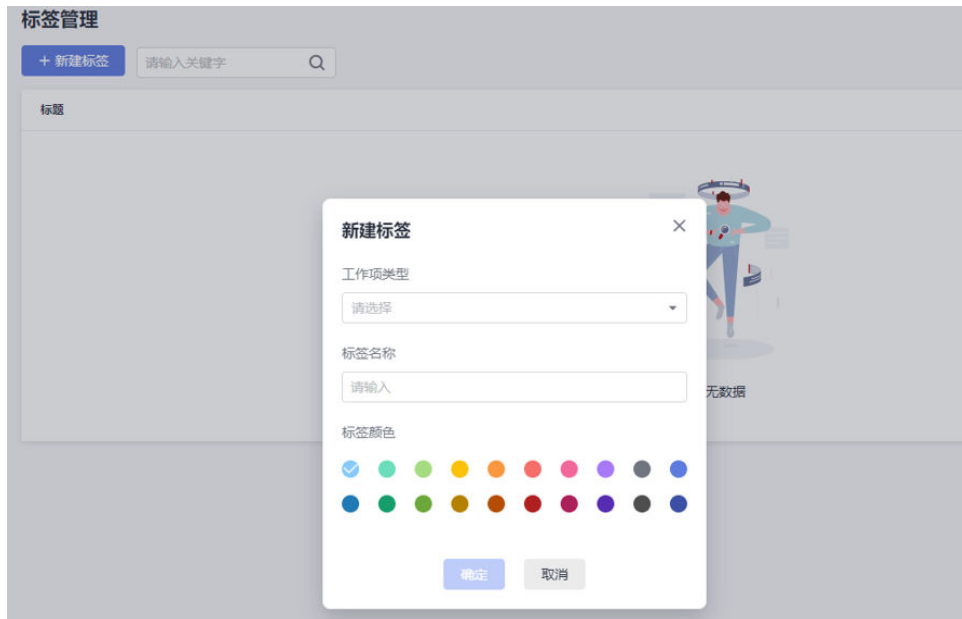 标签管理
+ 新建标签
请输入关键字
标题
新建标签
工作项类型
请选择
标签名称
请输入
无数据
标签颜色
确定
取消